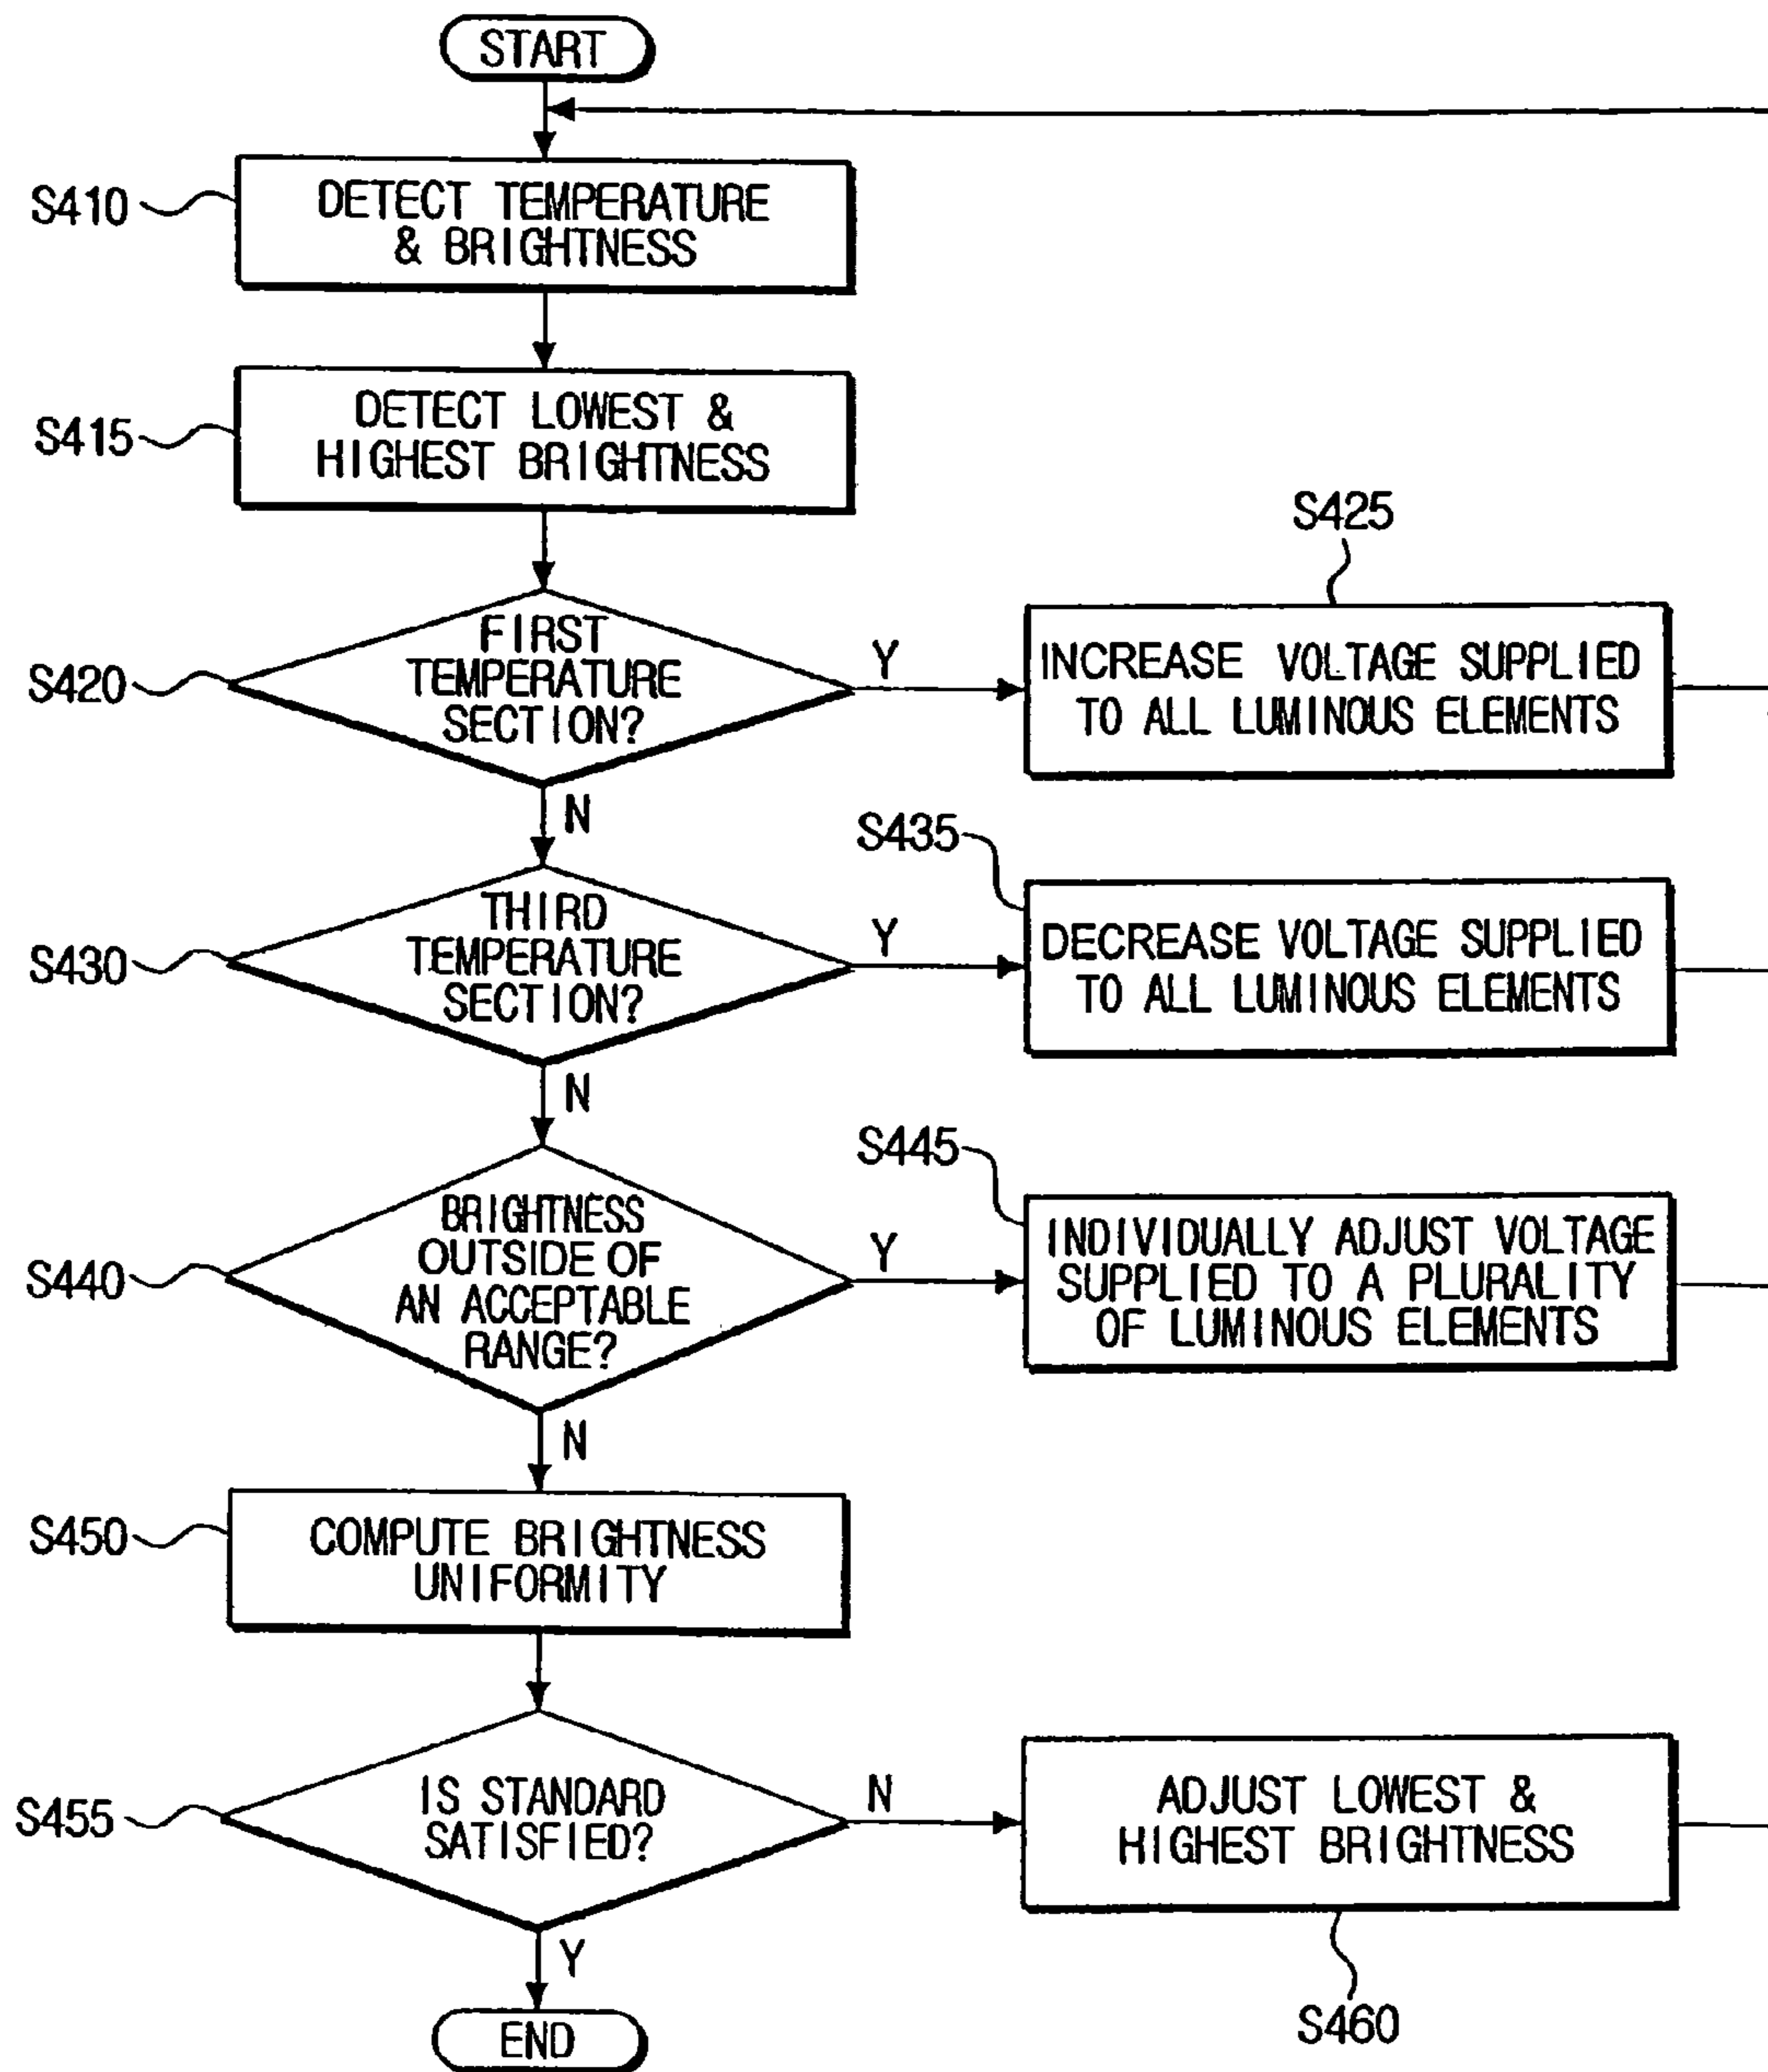 START
S410
DETECT TEMPERATURE
& BRIGHTNESS
S415
DETECT LOWEST &
HIGHEST BRIGHTNESS
S420
FIRST
TEMPERATURE
SECTION?
Y
N
S425
INCREASE VOLTAGE SUPPLIED
TO ALL LUMINOUS ELEMENTS
S430
THIRD
TEMPERATURE
SECTION?
Y
N
S435
DECREASE VOLTAGE SUPPLIED
TO ALL LUMINOUS ELEMENTS
S440
BRIGHTNESS
OUTSIDE OF
AN ACCEPTABLE
RANGE?
Y
N
S445
INDIVIDUALLY ADJUST VOLTAGE
SUPPLIED TO A PLURALITY
OF LUMINOUS ELEMENTS
S450
COMPUTE BRIGHTNESS
UNIFORMITY
S455
IS STANDARD
SATISFIED?
N
Y
ADJUST LOWEST &
HIGHEST BRIGHTNESS
S460
END